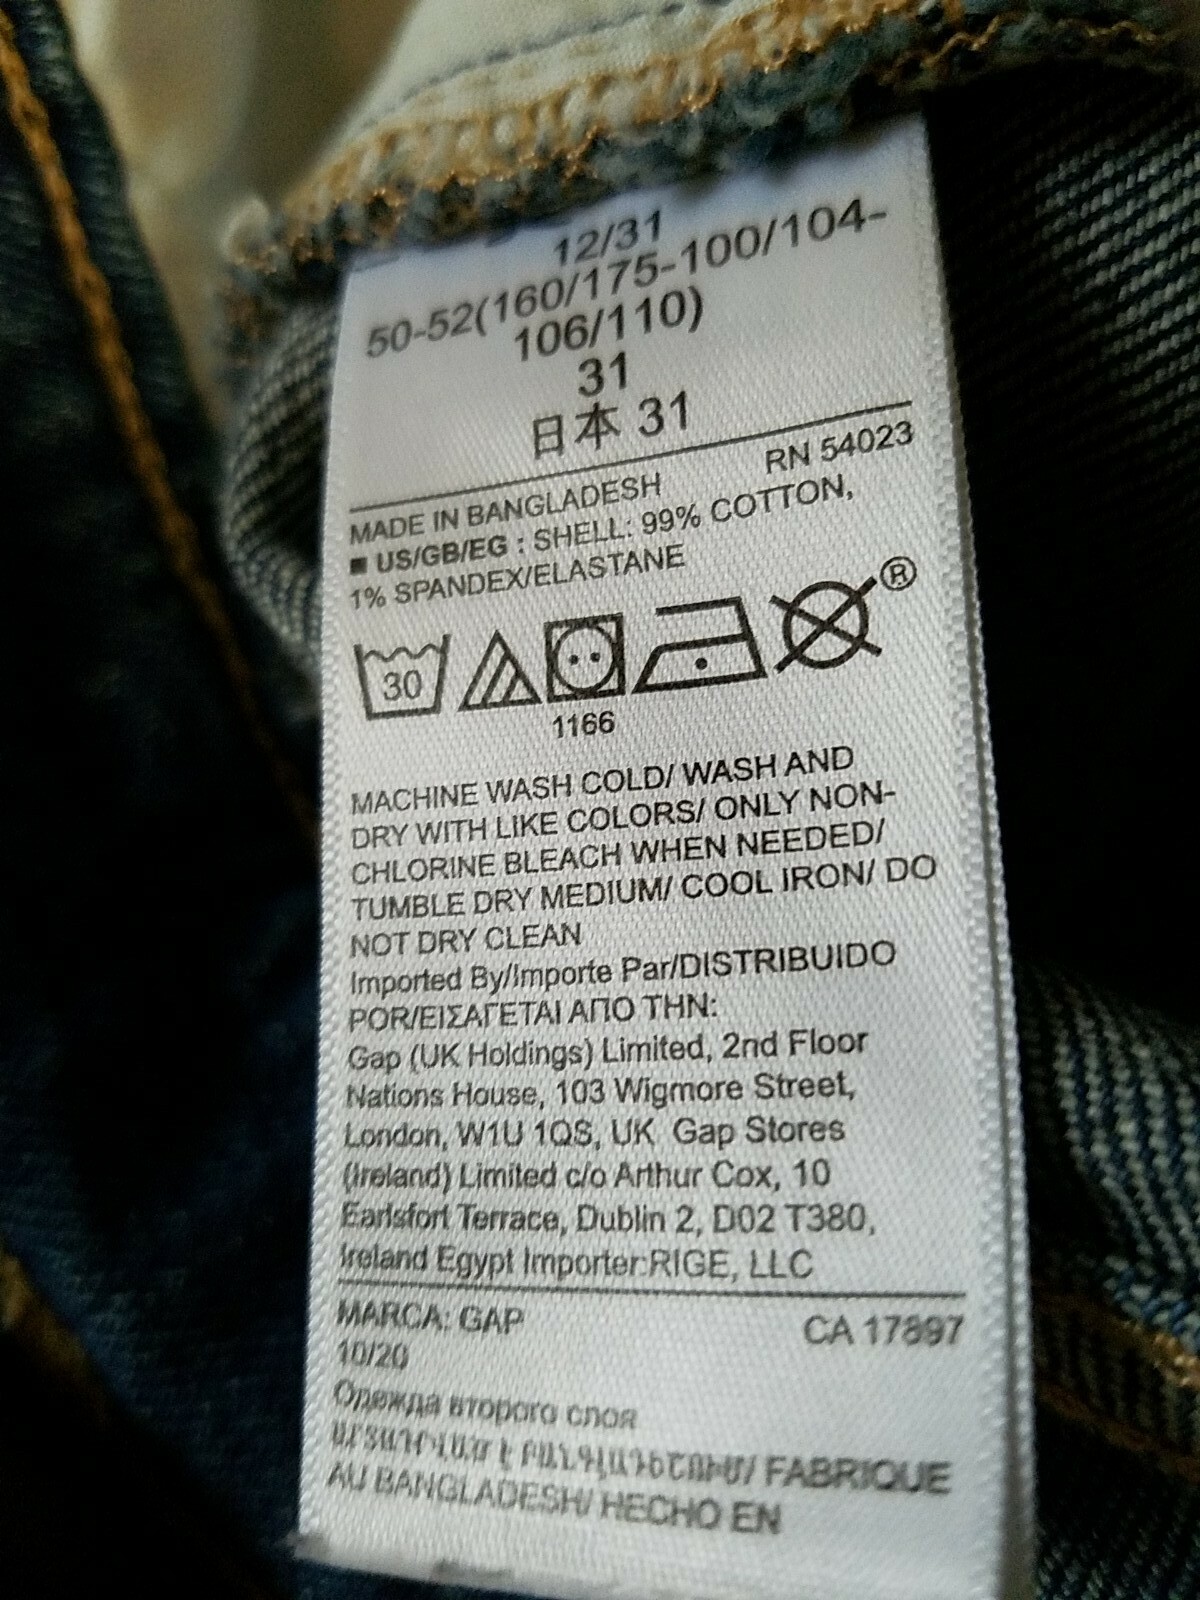 12/31
50-52(160/175-100/104-
106/110)
31
日本 31
RN 54023
MADE IN BANGLADESH
■ US/GB/EG : SHELL: 99% COTTON,
1% SPANDEX/ELASTANE
30
®
1166
MACHINE WASH COLD/ WASH AND
DRY WITH LIKE COLORS/ ONLY NON-
CHLORINE BLEACH WHEN NEEDED/
TUMBLE DRY MEDIUM/ COOL IRON/ DO
NOT DRY CLEAN
Imported By/Importe Par/DISTRIBUIDO
POR/ΕΙΣΑΓΕΤΑΙ ΑΠΟ ΤΗΝ:
Gap (UK Holdings) Limited, 2nd Floor
Nations House, 103 Wigmore Street,
London, W1U 1QS, UK Gap Stores
(Ireland) Limited c/o Arthur Cox, 10
Earlsfort Terrace, Dublin 2, D02 T380,
Ireland Egypt Importer:RIGE, LLC
MARCA: GAP CA 17897
10/20
Одежда второго слоя
ԱՐՏԱԴՐՎԱԾ Է ԲԱՆԳԼԱԴԵՇՈՒՄ/ FABRIQUE
AU BANGLADESH/ HECHO EN